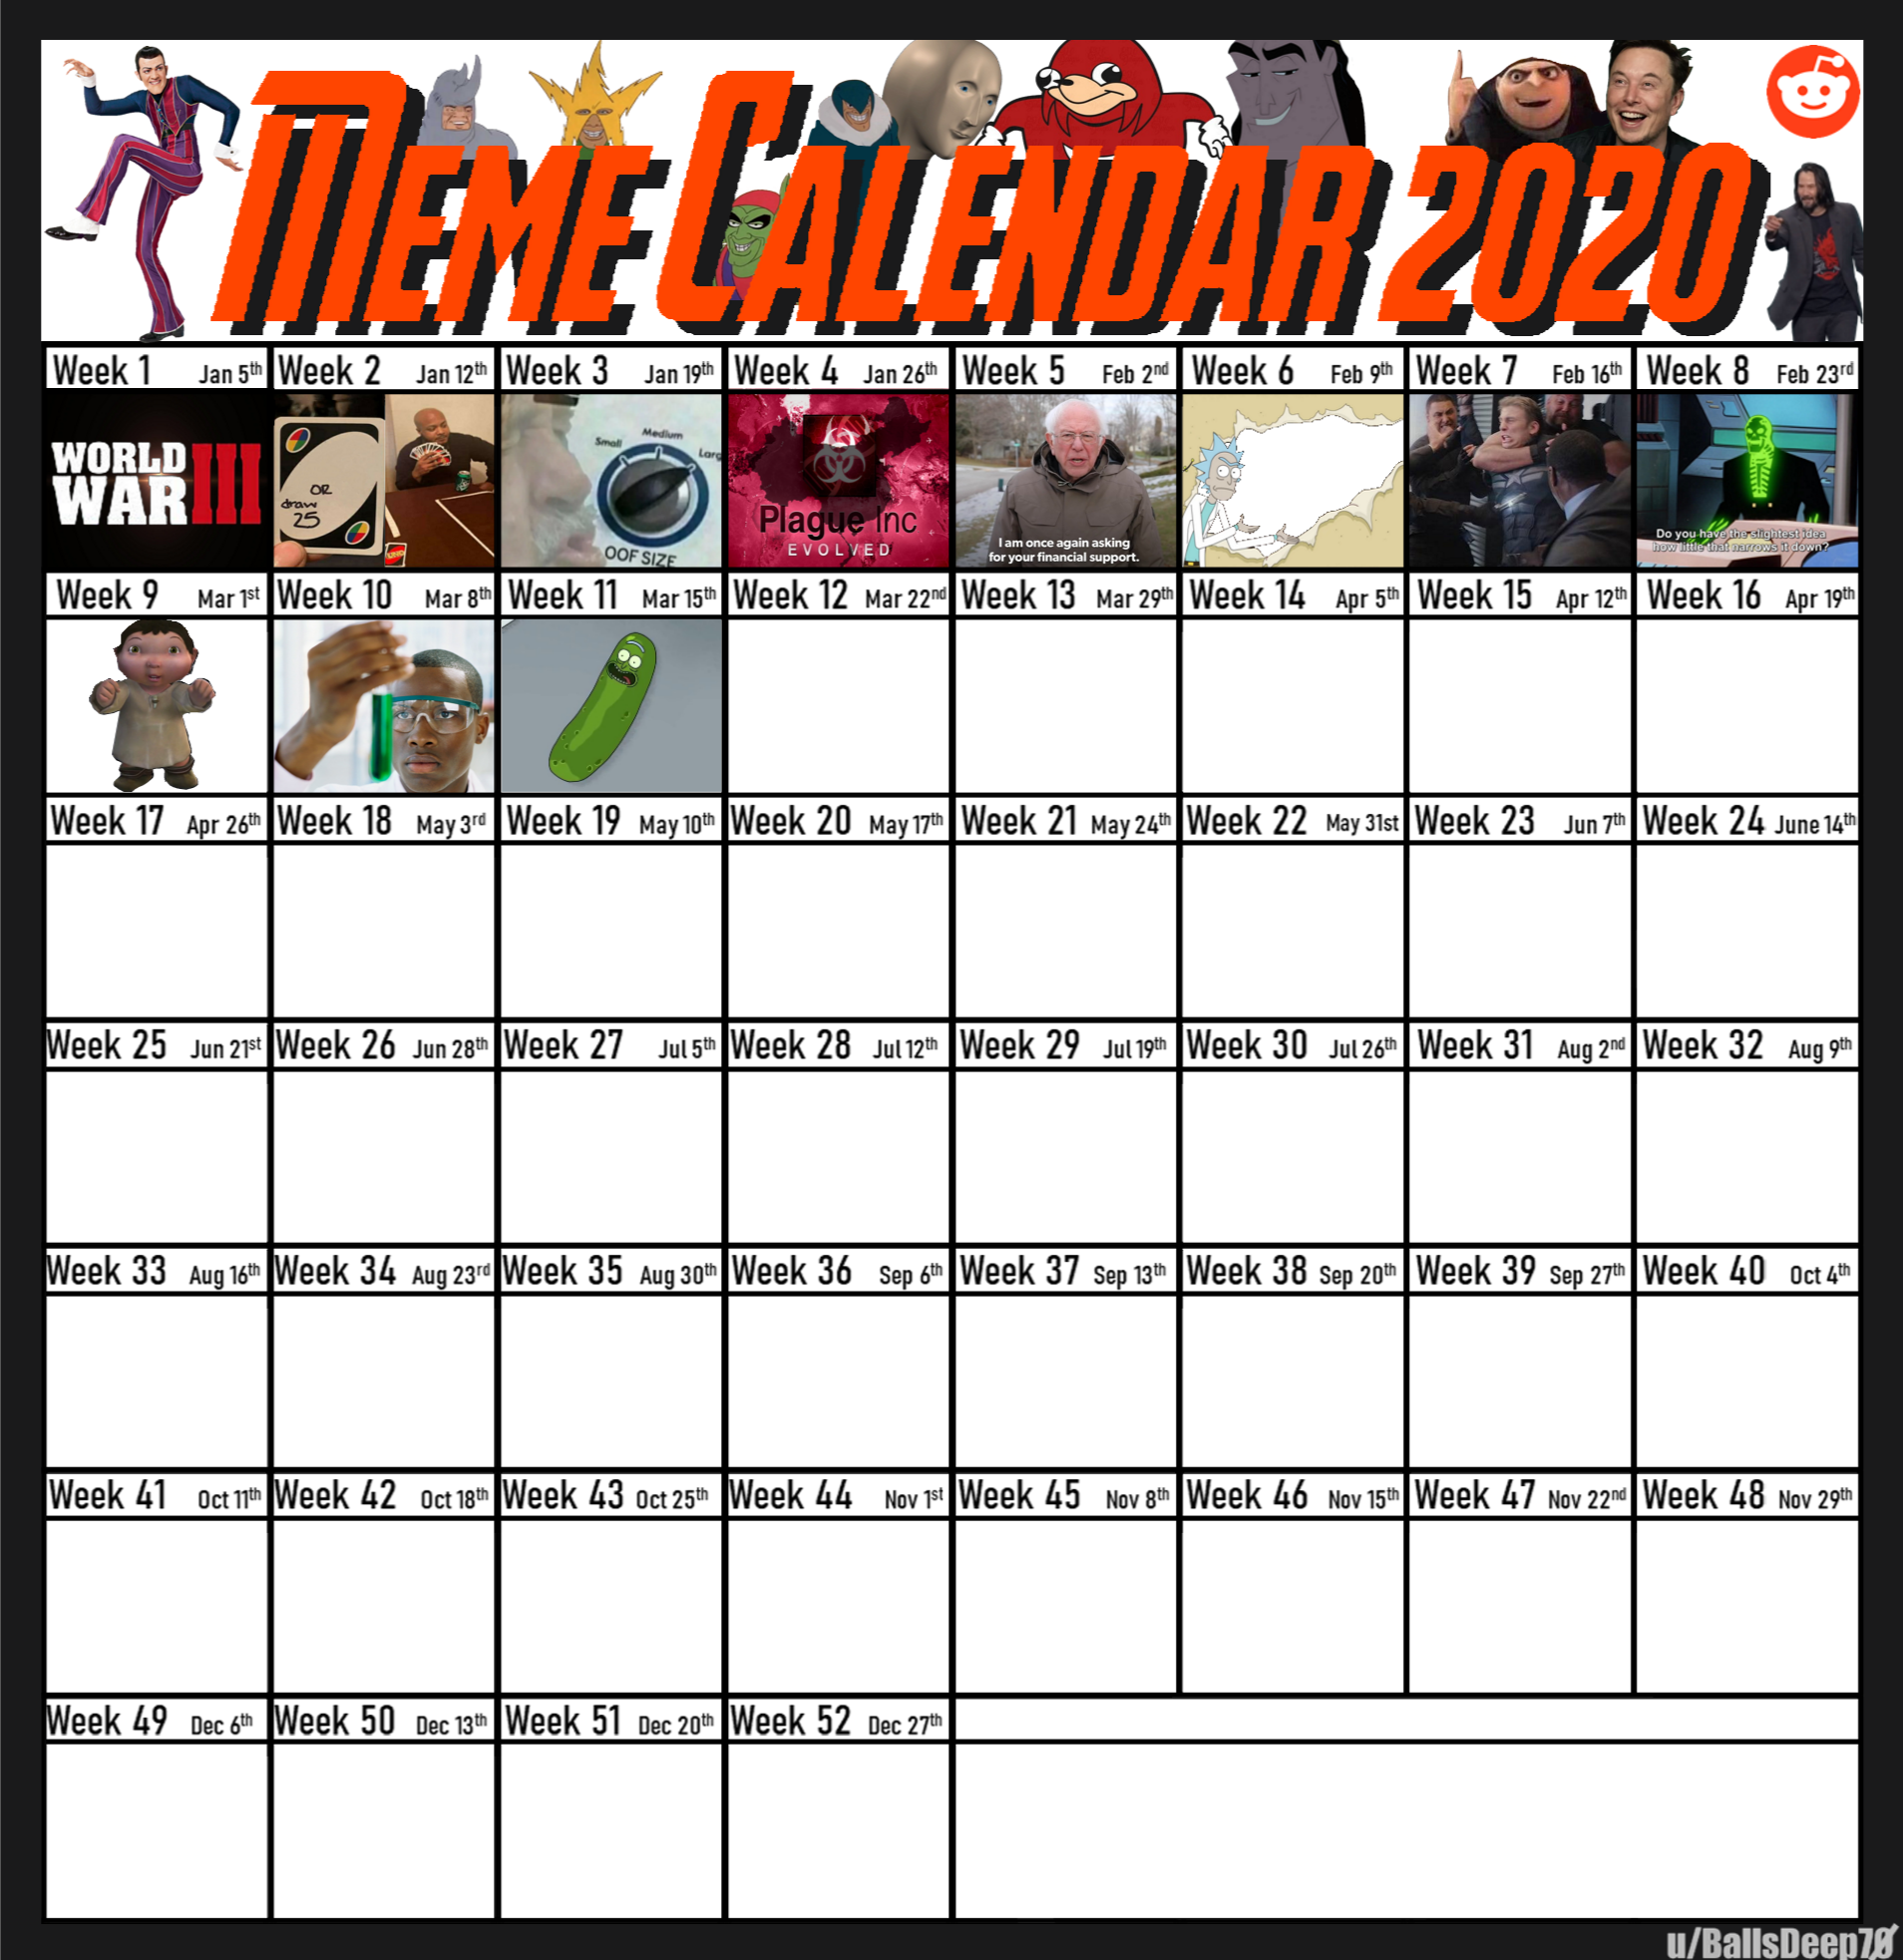 MEME CALENDAR 2020
Week 1 Jan 5th Week 2 Jan 12th Week 3 Jan 19th Week 4 Jan 26th Week 5 Feb 2nd Week 6 Feb 9th Week 7 Feb 16th Week 8 Feb 23rd
WORLD
WAR III
OR
draw
25
Small Medium Larg
OOF SIZE
Plague Inc
EVOLVED
I am once again asking
for your financial support.
Do you have the slightest idea
how little that narrows it down?
Week 9 Mar 1st Week 10 Mar 8th Week 11 Mar 15th Week 12 Mar 22nd Week 13 Mar 29th Week 14 Apr 5th Week 15 Apr 12th Week 16 Apr 19th
Week 17 Apr 26th Week 18 May 3rd Week 19 May 10th Week 20 May 17th Week 21 May 24th Week 22 May 31st Week 23 Jun 7th Week 24 June 14th
Week 25 Jun 21st Week 26 Jun 28th Week 27 Jul 5th Week 28 Jul 12th Week 29 Jul 19th Week 30 Jul 26th Week 31 Aug 2nd Week 32 Aug 9th
Week 33 Aug 16th Week 34 Aug 23rd Week 35 Aug 30th Week 36 Sep 6th Week 37 Sep 13th Week 38 Sep 20th Week 39 Sep 27th Week 40 Oct 4th
Week 41 Oct 11th Week 42 Oct 18th Week 43 Oct 25th Week 44 Nov 1st Week 45 Nov 8th Week 46 Nov 15th Week 47 Nov 22nd Week 48 Nov 29th
Week 49 Dec 6th Week 50 Dec 13th Week 51 Dec 20th Week 52 Dec 27th
u/BallsDeep70